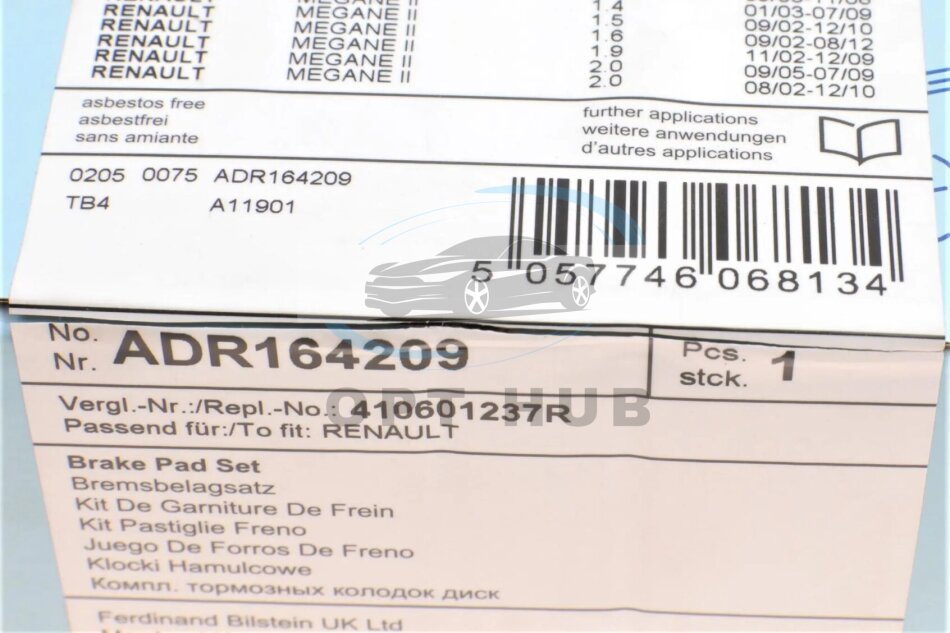 RENAULT MEGANE II 1.4 01/03-07/09
RENAULT MEGANE II 1.5 09/02-12/10
RENAULT MEGANE II 1.6 09/02-08/12
RENAULT MEGANE II 1.9 11/02-12/09
RENAULT MEGANE II 2.0 09/05-07/09
RENAULT MEGANE II 2.0 08/02-12/10
asbestos free
asbestfrei
sans amiante
further applications
weitere anwendungen
d'autres applications
0205 0075 ADR164209
TB4 A11901
5 057746 068134
No.
Nr. ADR164209
Pcs.
stck. 1
OPT HUB
Vergl.-Nr.:/Repl.-No.: 410601237R
Passend für:/To fit: RENAULT
Brake Pad Set
Bremsbelagsatz
Kit De Garniture De Frein
Kit Pastiglie Freno
Juego De Forros De Freno
Klocki Hamulcowe
Компл. тормозных колодок диск
Ferdinand Bilstein UK Ltd